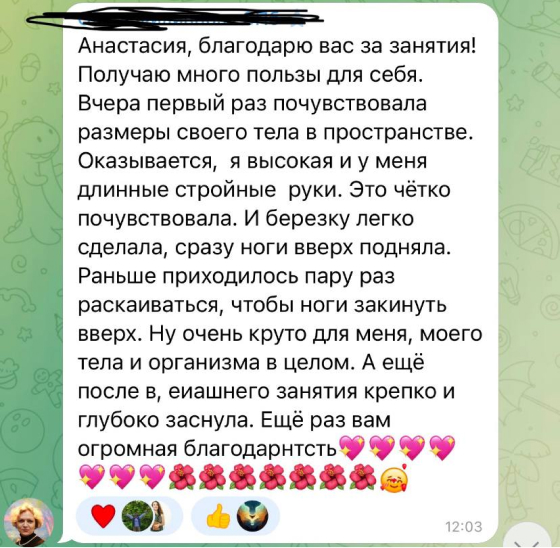 Анастасия, благодарю вас за занятия!
Получаю много пользы для себя.
Вчера первый раз почувствовала
размеры своего тела в пространстве.
Оказывается, я высокая и у меня
длинные стройные руки. Это чётко
почувствовала. И березку легко
сделала, сразу ноги вверх подняла.
Раньше приходилось пару раз
раскаиваться, чтобы ноги закинуть
вверх. Ну очень круто для меня, моего
тела и организма в целом. А ещё
после в, еиашнего занятия крепко и
глубоко заснула. Ещё раз вам
огромная благодарнтсть💖💖💖💖
💖💖💖🌺🌺🌺🌺🌺🌺🌺🥰
12:03